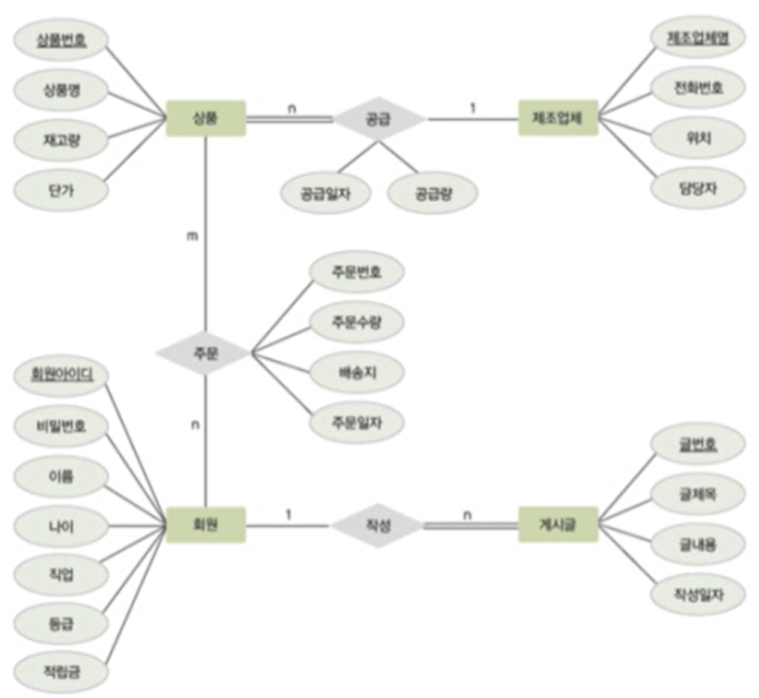 상품번호
상품명
재고량
단가
상품
n
공급
1
제조업체
제조업체명
전화번호
위치
담당자
공급일자
공급량
m
주문
주문번호
주문수량
배송지
주문일자
n
회원아이디
비밀번호
이름
나이
직업
등급
적립금
회원
1
작성
n
게시글
글번호
글제목
글내용
작성일자